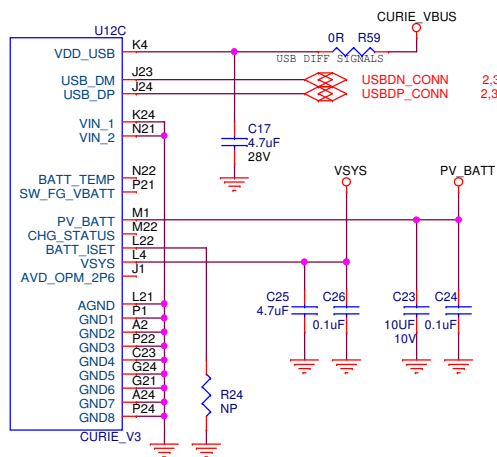 U12C
CURIE_VBUS
VDD_USB K4
0R R59
USB DIFF SIGNALS
USB_DM J23 USBDN_CONN 2,3
USB_DP J24 USBDP_CONN 2,3
VIN_1 K24
VIN_2 N21
C17
4.7uF
28V
BATT_TEMP N22
SW_FG_VBATT P21
VSYS
PV_BATT
PV_BATT M1
CHG_STATUS M22
BATT_ISET L22
VSYS L4
AVD_OPM_2P6 J1
C25
4.7uF
C26
0.1uF
C23
10UF
10V
C24
0.1uF
AGND L21
GND1 P1
GND2 A2
GND3 P22
GND4 C23
GND5 G24
GND6 G21
GND7 A24
GND8 P24
R24
NP
CURIE_V3